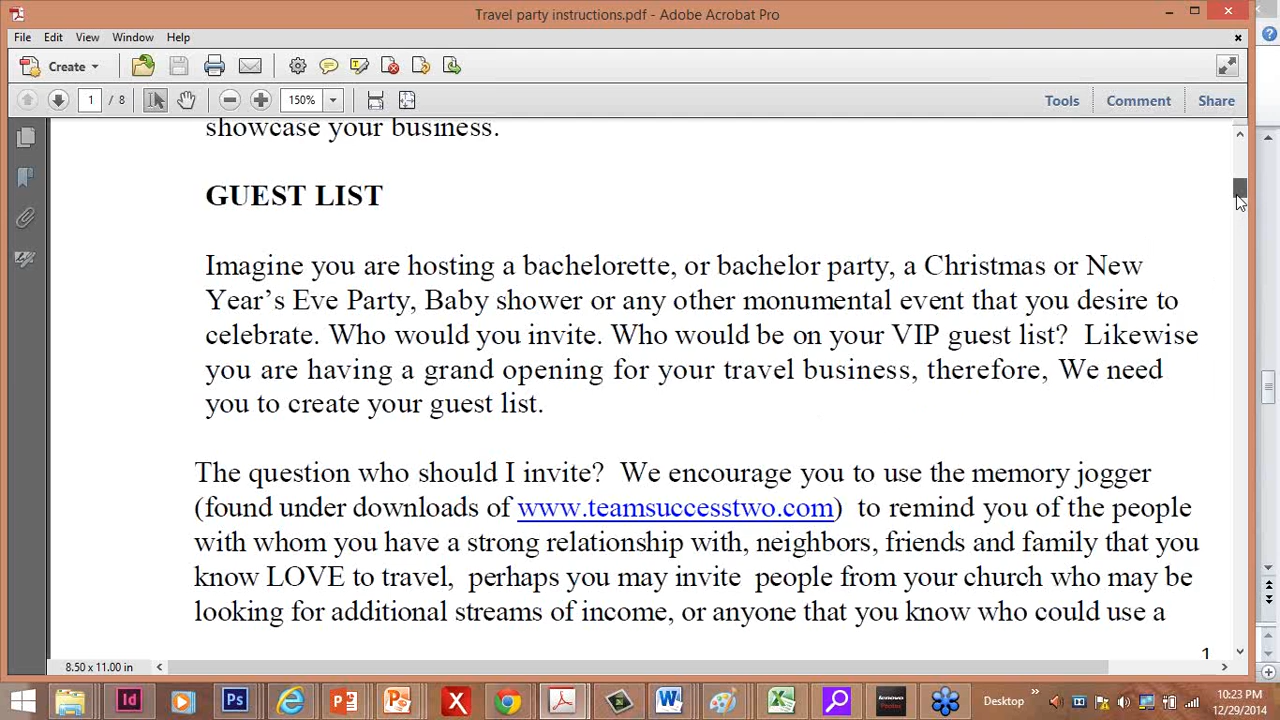 Travel party instructions.pdf - Adobe Acrobat Pro
File Edit View Window Help
Create
1 / 8 150% Tools Comment Share
showcase your business.
GUEST LIST
Imagine you are hosting a bachelorette, or bachelor party, a Christmas or New
Year’s Eve Party, Baby shower or any other monumental event that you desire to
celebrate. Who would you invite. Who would be on your VIP guest list?  Likewise
you are having a grand opening for your travel business, therefore, We need
you to create your guest list.
The question who should I invite?  We encourage you to use the memory jogger
(found under downloads of www.teamsuccesstwo.com)  to remind you of the people
with whom you have a strong relationship with, neighbors, friends and family that you
know LOVE to travel,  perhaps you may invite  people from your church who may be
looking for additional streams of income, or anyone that you know who could use a
1
8.50 x 11.00 in
Id Ps Desktop 10:23 PM
12/29/2014